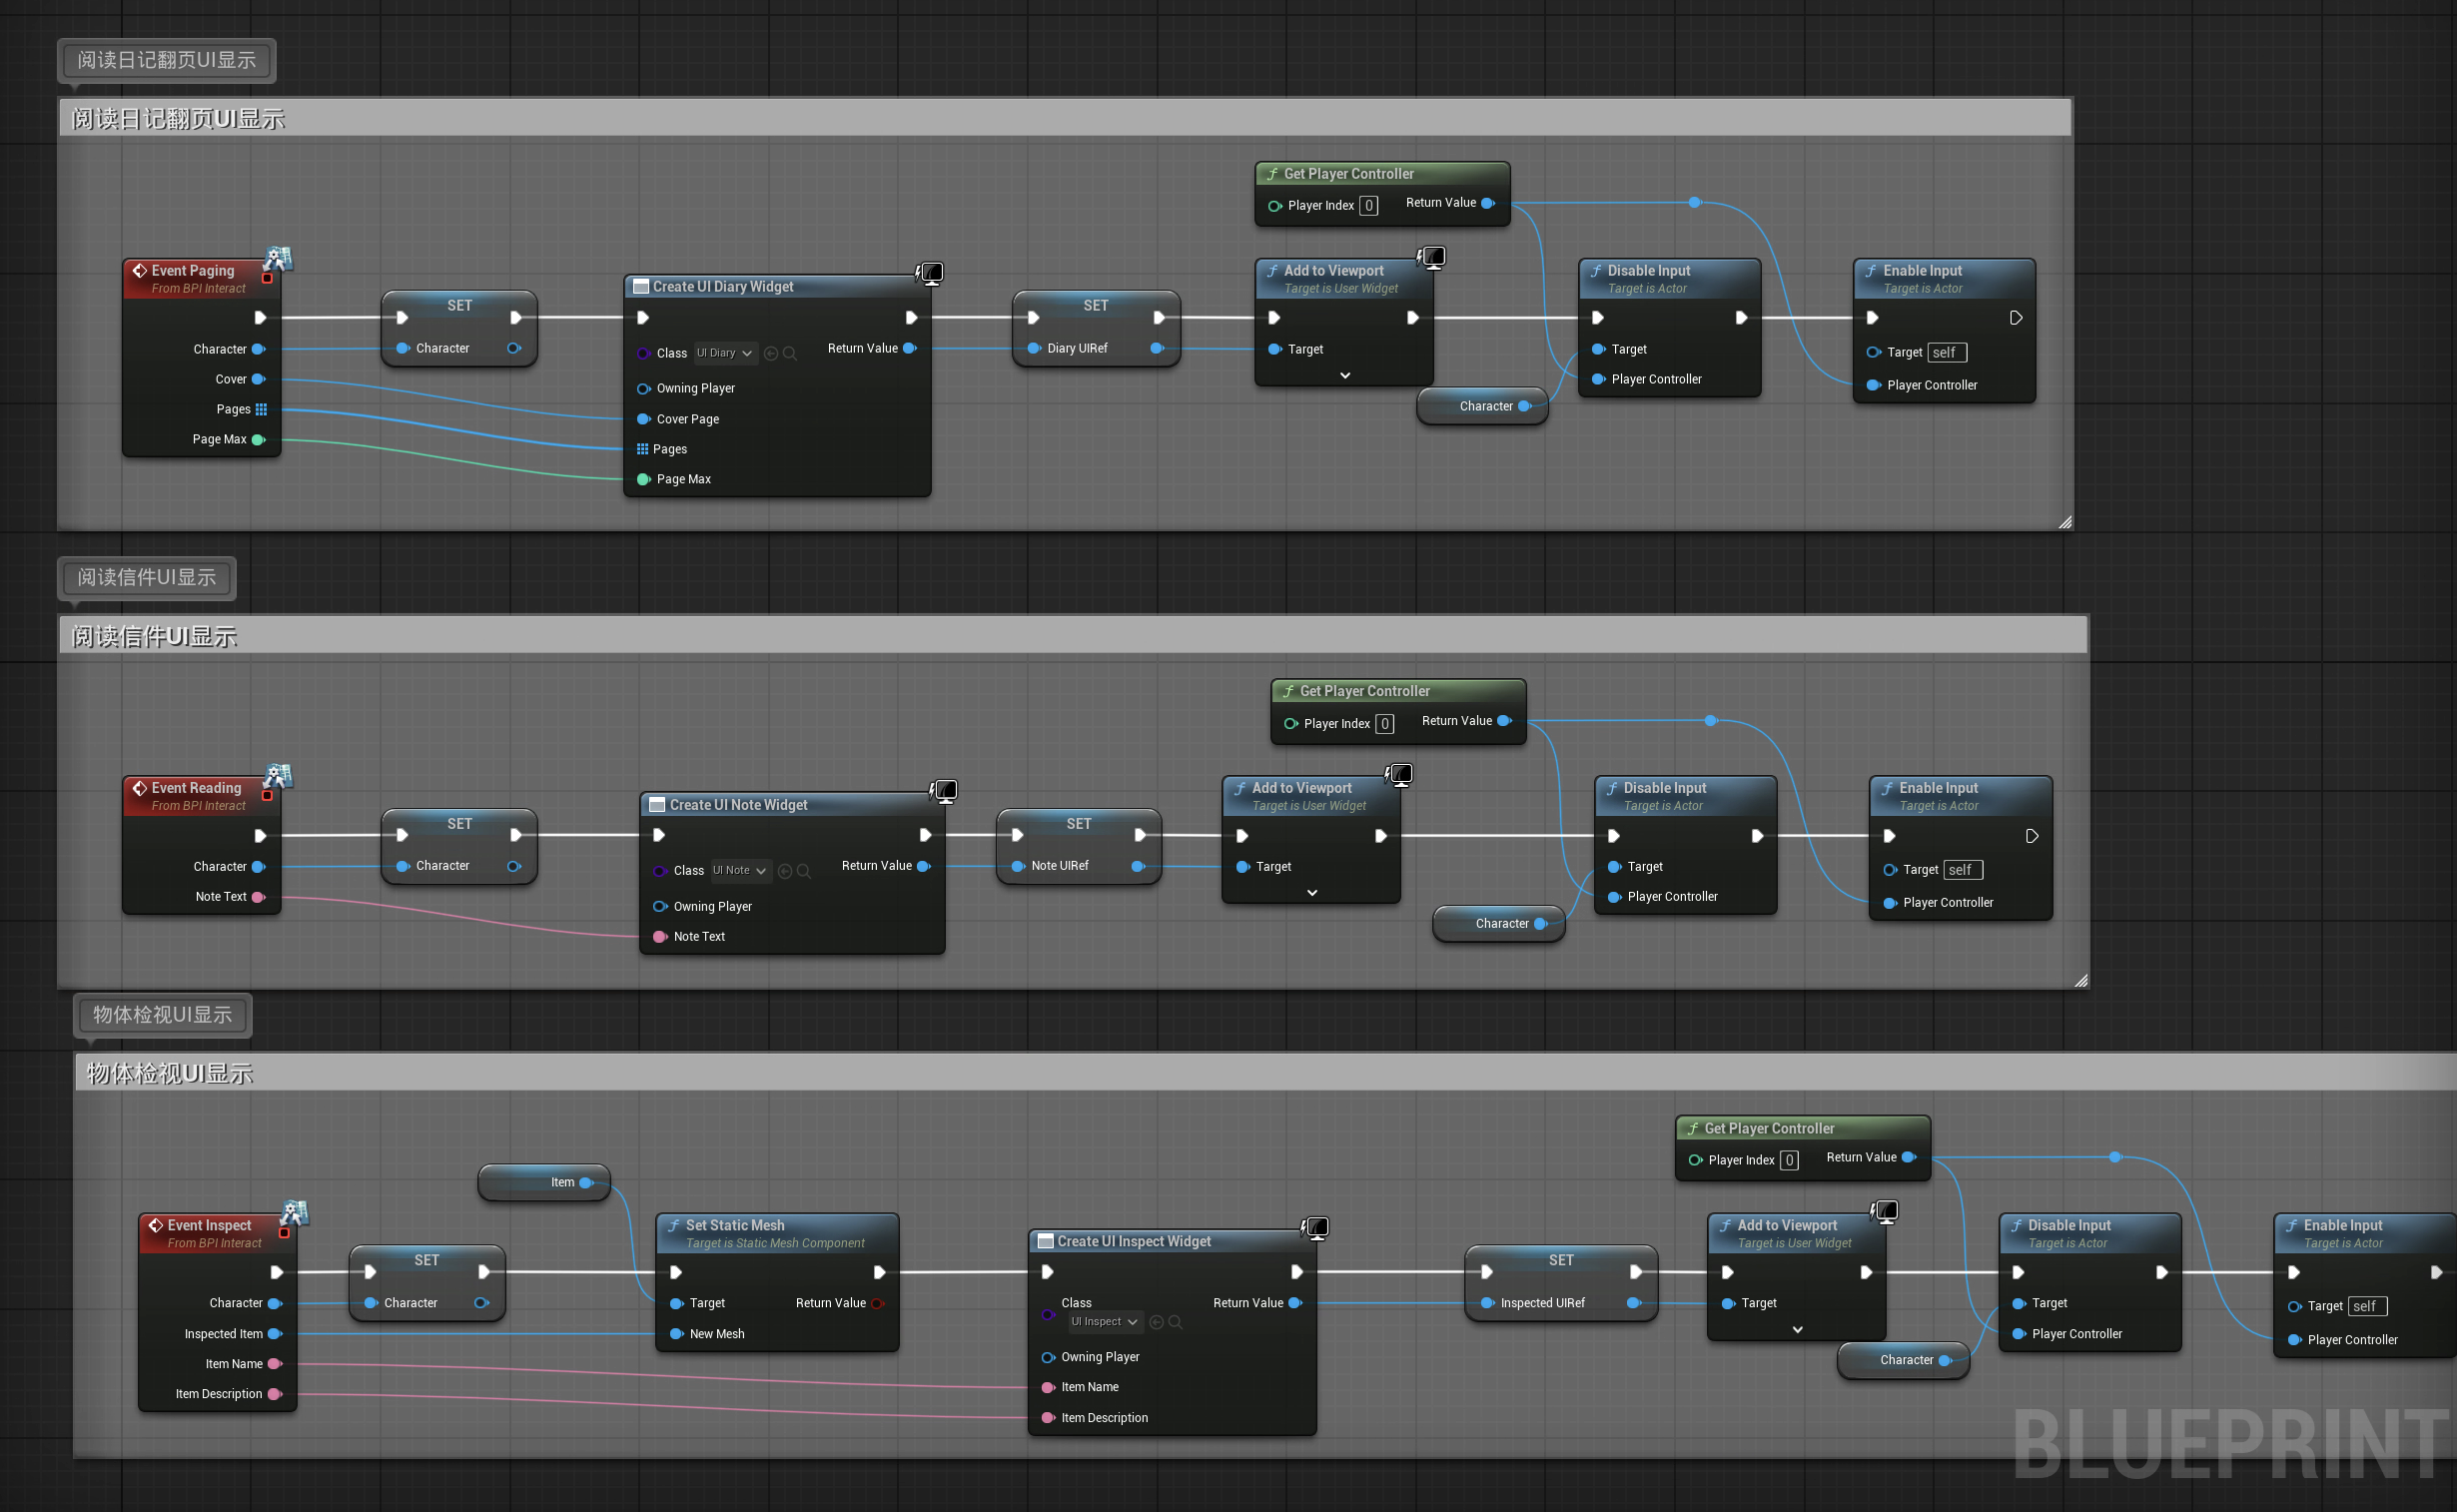 阅读日记翻页UI显示
阅读日记翻页UI显示
Get Player Controller
Player Index 0 Return Value
Event Paging
From BPI Interact
Character
Cover
Pages
Page Max
SET
Character
Create UI Diary Widget
Class UI Diary Return Value
Owning Player
Cover Page
Pages
Page Max
SET
Diary UIRef
Add to Viewport
Target is User Widget
Target
Character
Disable Input
Target is Actor
Target
Player Controller
Enable Input
Target is Actor
Target self
Player Controller
阅读信件UI显示
阅读信件UI显示
Get Player Controller
Player Index 0 Return Value
Event Reading
From BPI Interact
Character
Note Text
SET
Character
Create UI Note Widget
Class UI Note Return Value
Owning Player
Note Text
SET
Note UIRef
Add to Viewport
Target is User Widget
Target
Character
Disable Input
Target is Actor
Target
Player Controller
Enable Input
Target is Actor
Target self
Player Controller
物体检视UI显示
物体检视UI显示
Get Player Controller
Player Index 0 Return Value
Item
Event Inspect
From BPI Interact
Character
Inspected Item
Item Name
Item Description
SET
Character
Set Static Mesh
Target is Static Mesh Component
Target Return Value
New Mesh
Create UI Inspect Widget
Class Return Value
UI Inspect
Owning Player
Item Name
Item Description
SET
Inspected UIRef
Add to Viewport
Target is User Widget
Target
Character
Disable Input
Target is Actor
Target
Player Controller
Enable Input
Target is Actor
Target self
Player Controller
BLUEPRINT